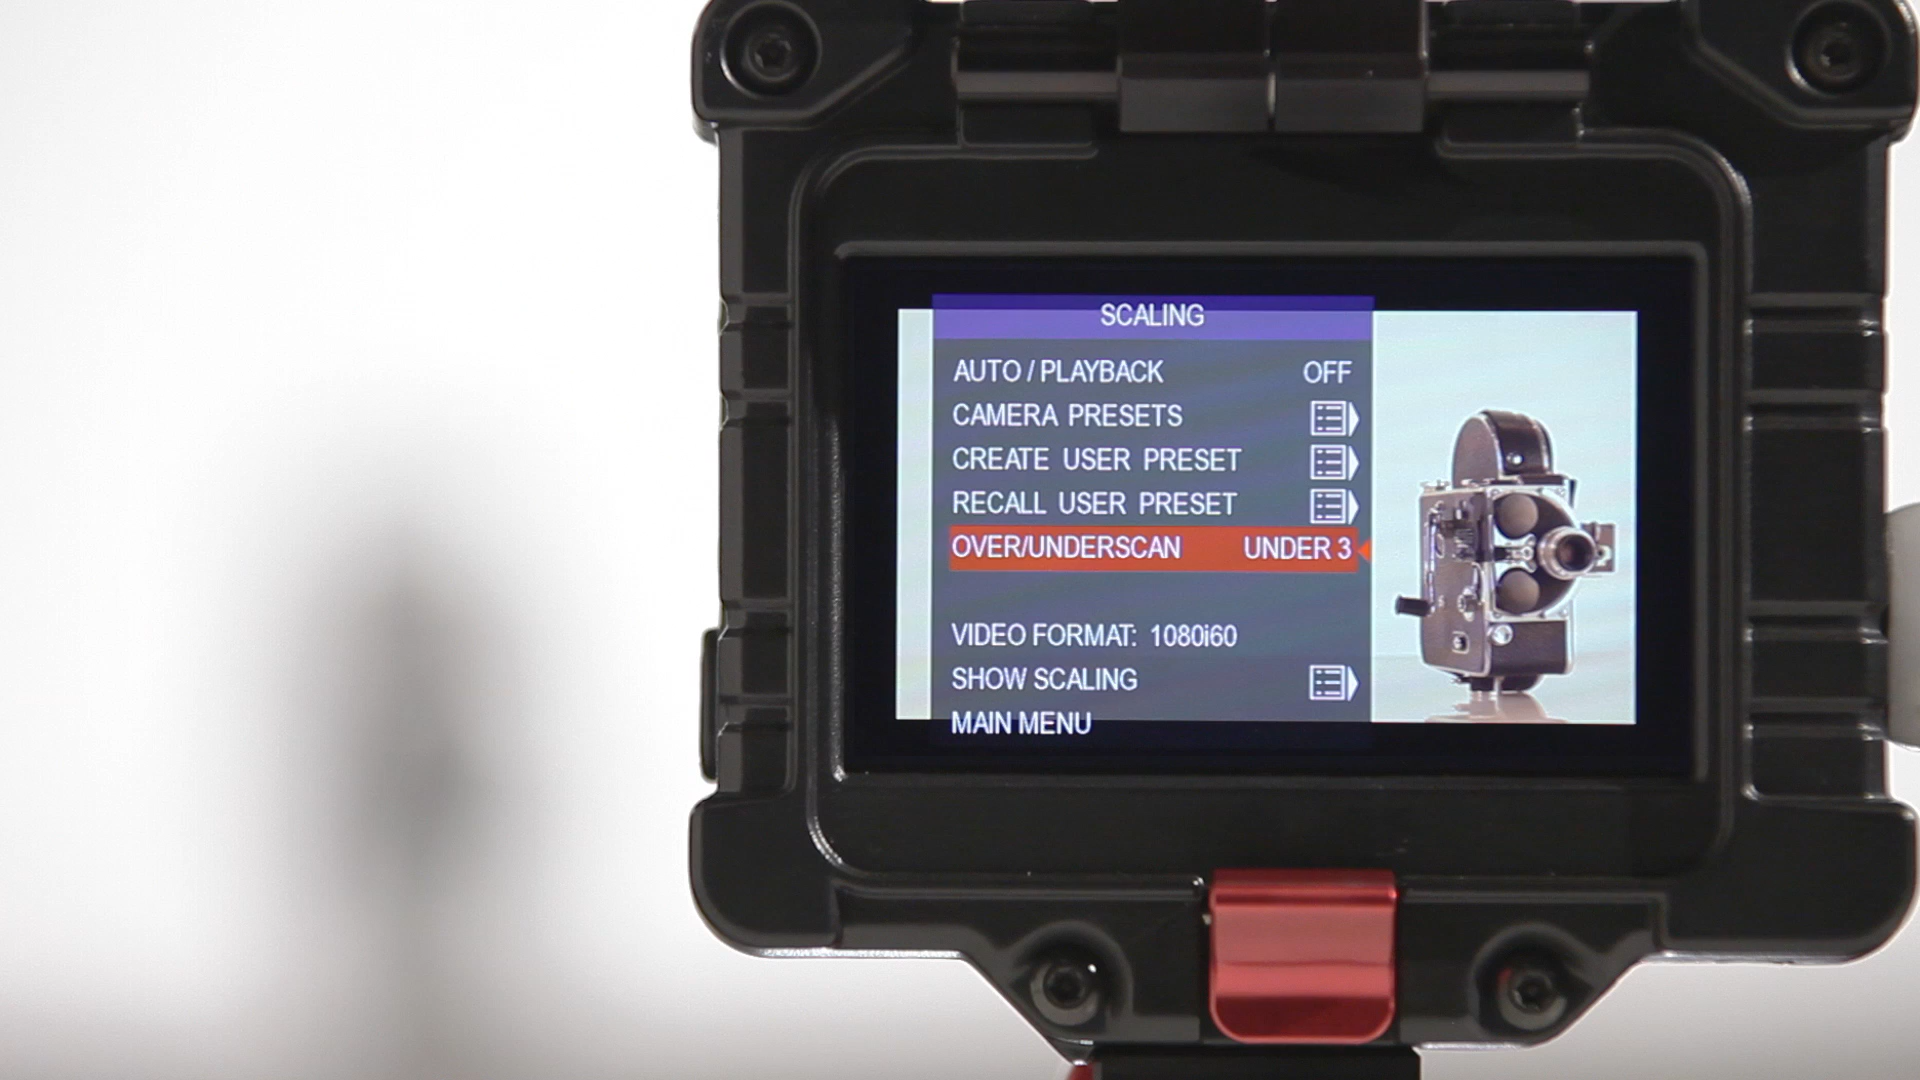 SCALING
AUTO / PLAYBACK OFF
CAMERA PRESETS
CREATE USER PRESET
RECALL USER PRESET
OVER/UNDERSCAN UNDER 3
VIDEO FORMAT: 1080i60
SHOW SCALING
MAIN MENU